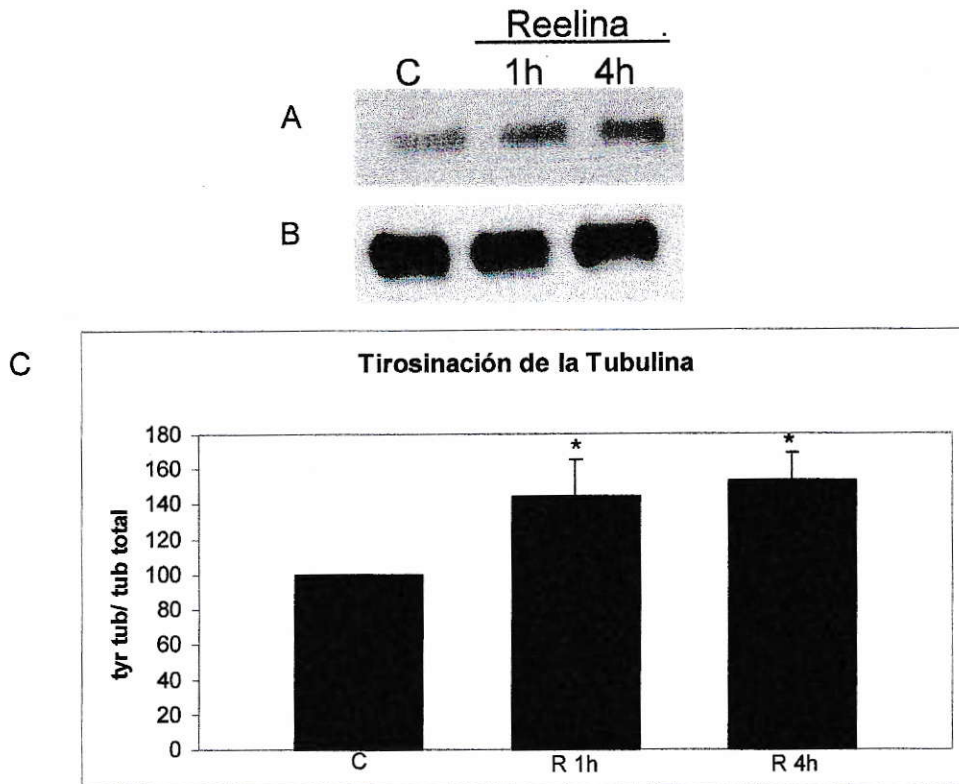 Reelina
C 1h 4h
A
B
C
Tirosinación de la Tubulina
tyr tub/ tub total
180
160
140
120
100
80
60
40
20
0
* *
C R 1h R 4h